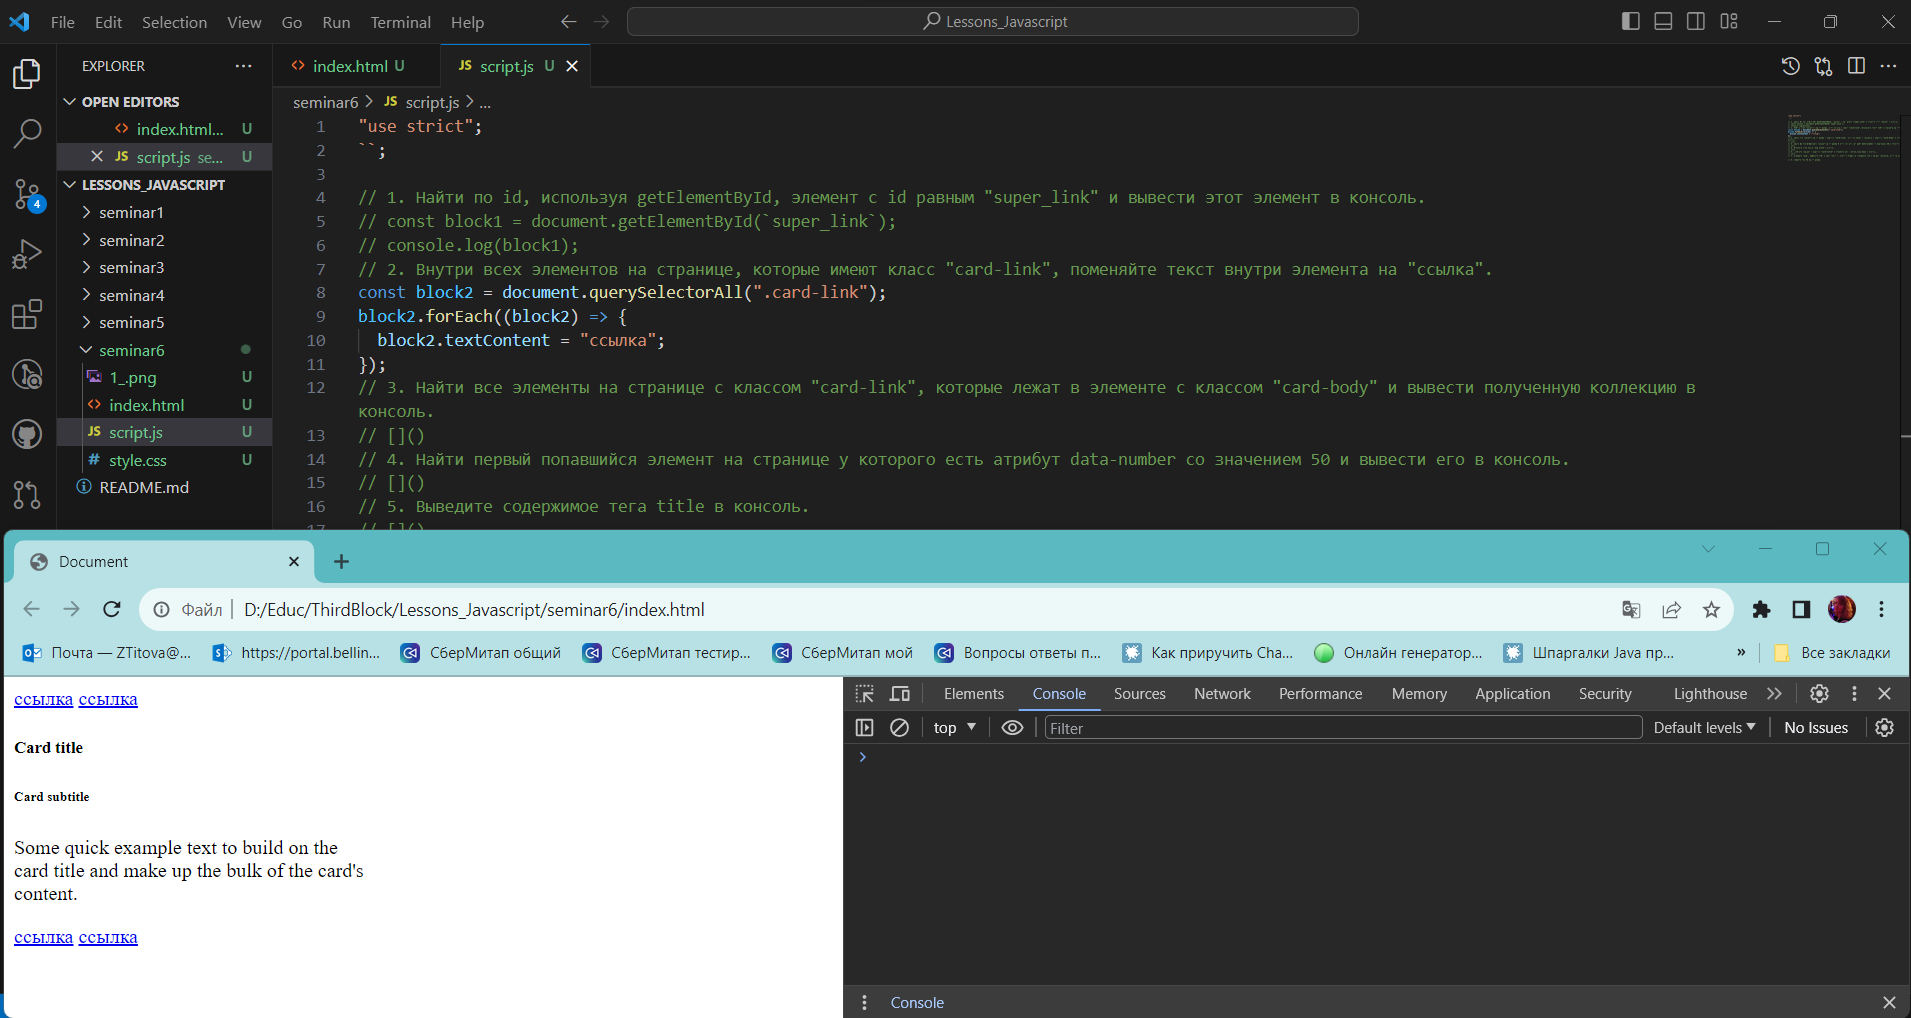 File Edit Selection View Go Run Terminal Help
Lessons_Javascript
EXPLORER
OPEN EDITORS
index.html... U
script.js se... U
LESSONS_JAVASCRIPT
seminar1
seminar2
seminar3
seminar4
seminar5
seminar6
1_.png U
index.html U
JS script.js U
# style.css U
README.md
4
index.html U
JS script.js U
seminar6 > JS script.js > ...
1 "use strict";
2 ``;
3
4 // 1. Найти по id, используя getElementById, элемент с id равным "super_link" и вывести этот элемент в консоль.
5 // const block1 = document.getElementById(`super_link`);
6 // console.log(block1);
7 // 2. Внутри всех элементов на странице, которые имеют класс "card-link", поменяйте текст внутри элемента на "ссылка".
8 const block2 = document.querySelectorAll(".card-link");
9 block2.forEach((block2) => {
10 block2.textContent = "ссылка";
11 });
12 // 3. Найти все элементы на странице с классом "card-link", которые лежат в элементе с классом "card-body" и вывести полученную коллекцию в
консоль.
13 // []()
14 // 4. Найти первый попавшийся элемент на странице у которого есть атрибут data-number со значением 50 и вывести его в консоль.
15 // []()
16 // 5. Выведите содержимое тега title в консоль.
17 // []()
Document
Файл D:/Educ/ThirdBlock/Lessons_Javascript/seminar6/index.html
Почта — ZTitova@... https://portal.bellin... СберМитап общий СберМитап тестир... СберМитап мой Вопросы ответы п... Как приручить Cha... Онлайн генератор... Шпаргалки Java пр... » Все закладки
ссылка ссылка
Card title
Card subtitle
Some quick example text to build on the
card title and make up the bulk of the card's
content.
ссылка ссылка
Elements Console Sources Network Performance Memory Application Security Lighthouse
top Filter Default levels No Issues
Console